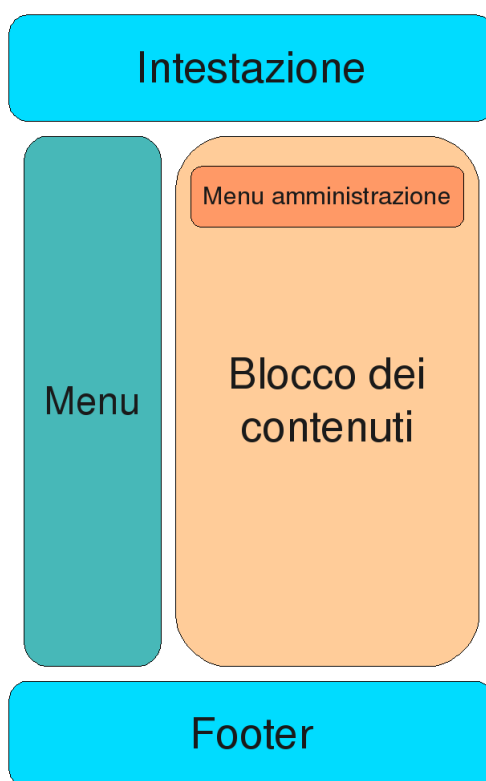 Intestazione
Menu amministrazione
Menu
Blocco dei
contenuti
Footer